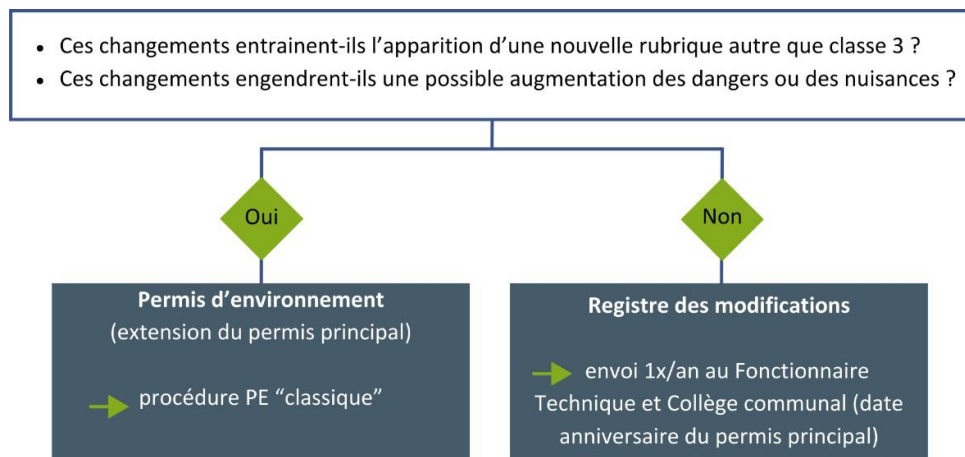 • Ces changements entrainent-ils l'apparition d'une nouvelle rubrique autre que classe 3 ?
• Ces changements engendrent-ils une possible augmentation des dangers ou des nuisances ?
Oui
Non
Permis d'environnement
(extension du permis principal)
procédure PE “classique”
Registre des modifications
envoi 1x/an au Fonctionnaire
Technique et Collège communal (date
anniversaire du permis principal)